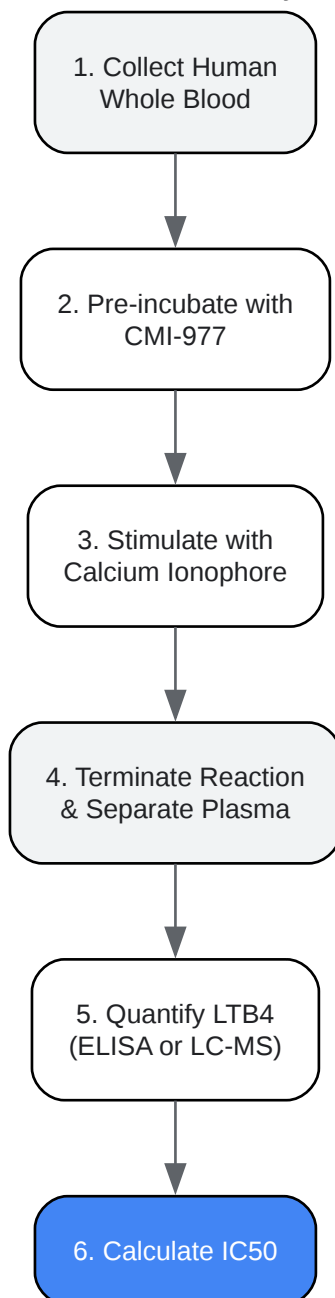 1. Collect Human
Whole Blood
2. Pre-incubate with
CMI-977
3. Stimulate with
Calcium Ionophore
4. Terminate Reaction
& Separate Plasma
5. Quantify LTB4
(ELISA or LC-MS)
6. Calculate IC50